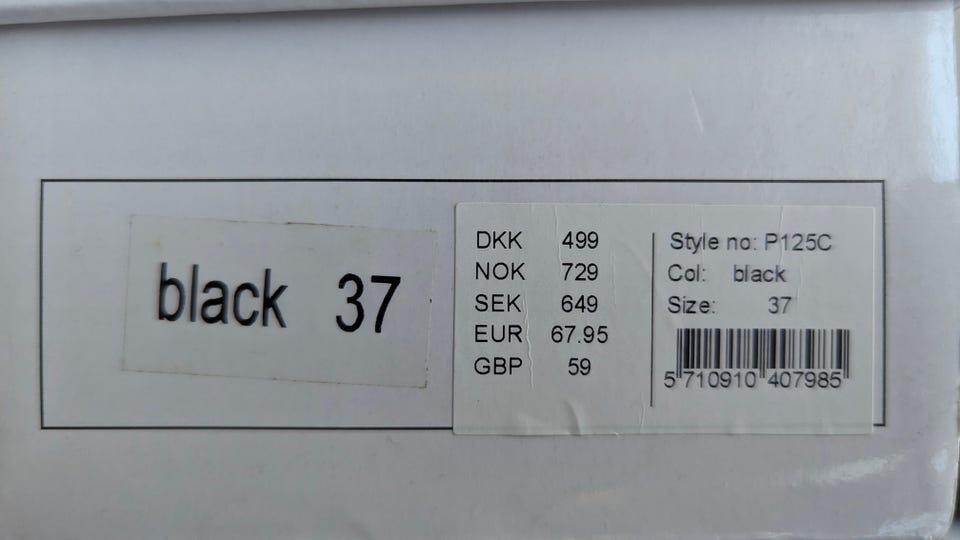 black 37
DKK 499
NOK 729
SEK 649
EUR 67.95
GBP 59
Style no: P125C
Col: black
Size: 37
5 710910 407985